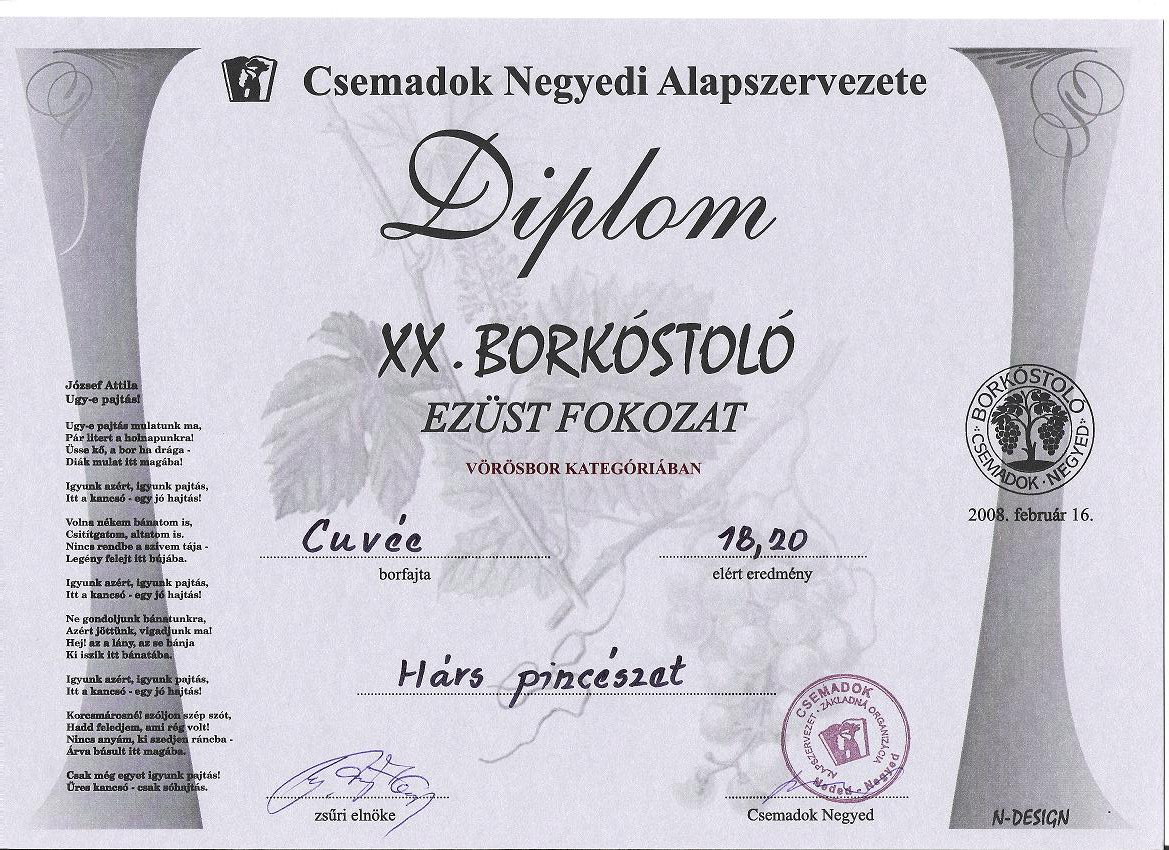 Csemadok Negyedi Alapszervezete
Diplom
XX. BORKÓSTOLÓ
EZÜST FOKOZAT
VÖRÖSBOR KATEGÓRIÁBAN
Cuvée
borfajta
18,20
elért eredmény
Hárs pincészet
zsűri elnöke
Csemadok Negyed
CSEMADOK
ZÁKLADNÁ ORGANIZÁCIA
ALAPSZERVEZET
Neded - Negyed
József Attila
Ugy-e pajtás!
Ugy-e pajtás mulatunk ma,
Pár litert a holnapunkra!
Üsse kő, a bor ha drága -
Diák mulat itt magába!
Igyunk azért, igyunk pajtás,
Itt a kancsó - egy jó hajtás!
Volna nékem bánatom is,
Csititgatom, altatom is.
Nincs rendbe a szívem tája -
Legény felejt itt bújába.
Igyunk azért, igyunk pajtás,
Itt a kancsó - egy jó hajtás!
Ne gondoljunk bánatunkra,
Azért jöttünk, vigadjunk ma!
Hej! az a lány, az se bánja
Ki iszik itt bánatába.
Igyunk azért, igyunk pajtás,
Itt a kancsó - egy jó hajtás!
Korcsmárosné! szóljon szép szót,
Hadd feledjem, ami rég volt!
Nincs anyám, ki szedjen ráncba -
Árva búsult itt magába.
Csak még egyet igyunk pajtás!
Üres kancsó - csak sóhajtás.
BORKÓSTOLÓ
CSEMADOK · NEGYED
2008. február 16.
N-DESIGN